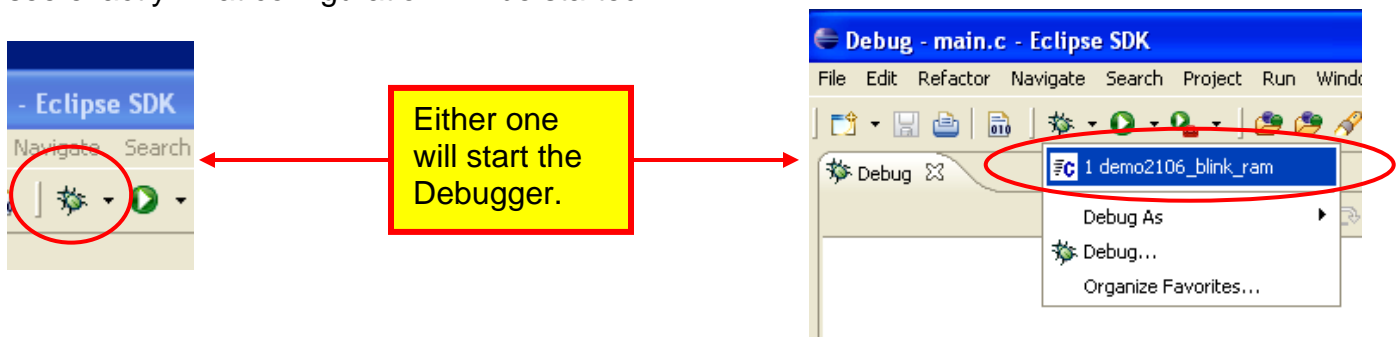 - Eclipse SDK
Navigate Search
Either one
will start the
Debugger.
Debug - main.c - Eclipse SDK
File Edit Refactor Navigate Search Project Run
010
Debug
1 demo2106_blink_ram
Debug As
Debug...
Organize Favorites...